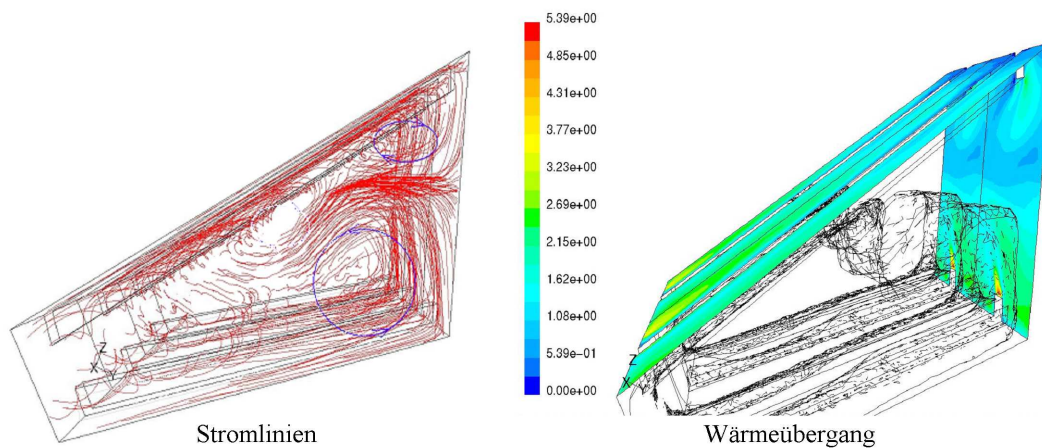 5.39e+00
4.85e+00
4.31e+00
3.77e+00
3.23e+00
2.69e+00
2.15e+00
1.62e+00
1.08e+00
5.39e-01
0.00e+00
Z
X
Y
Z
X
Stromlinien
Wärmeübergang